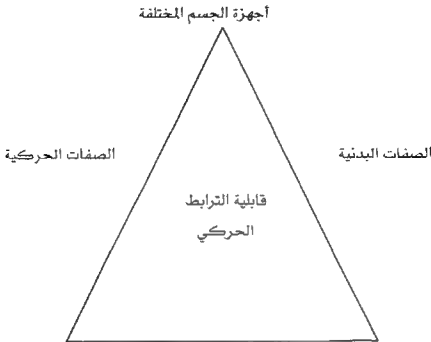 أجهزة الجسم المختلفة
الصفات البدنية
الصفات الحركية
قابلية الترابط
الحركي